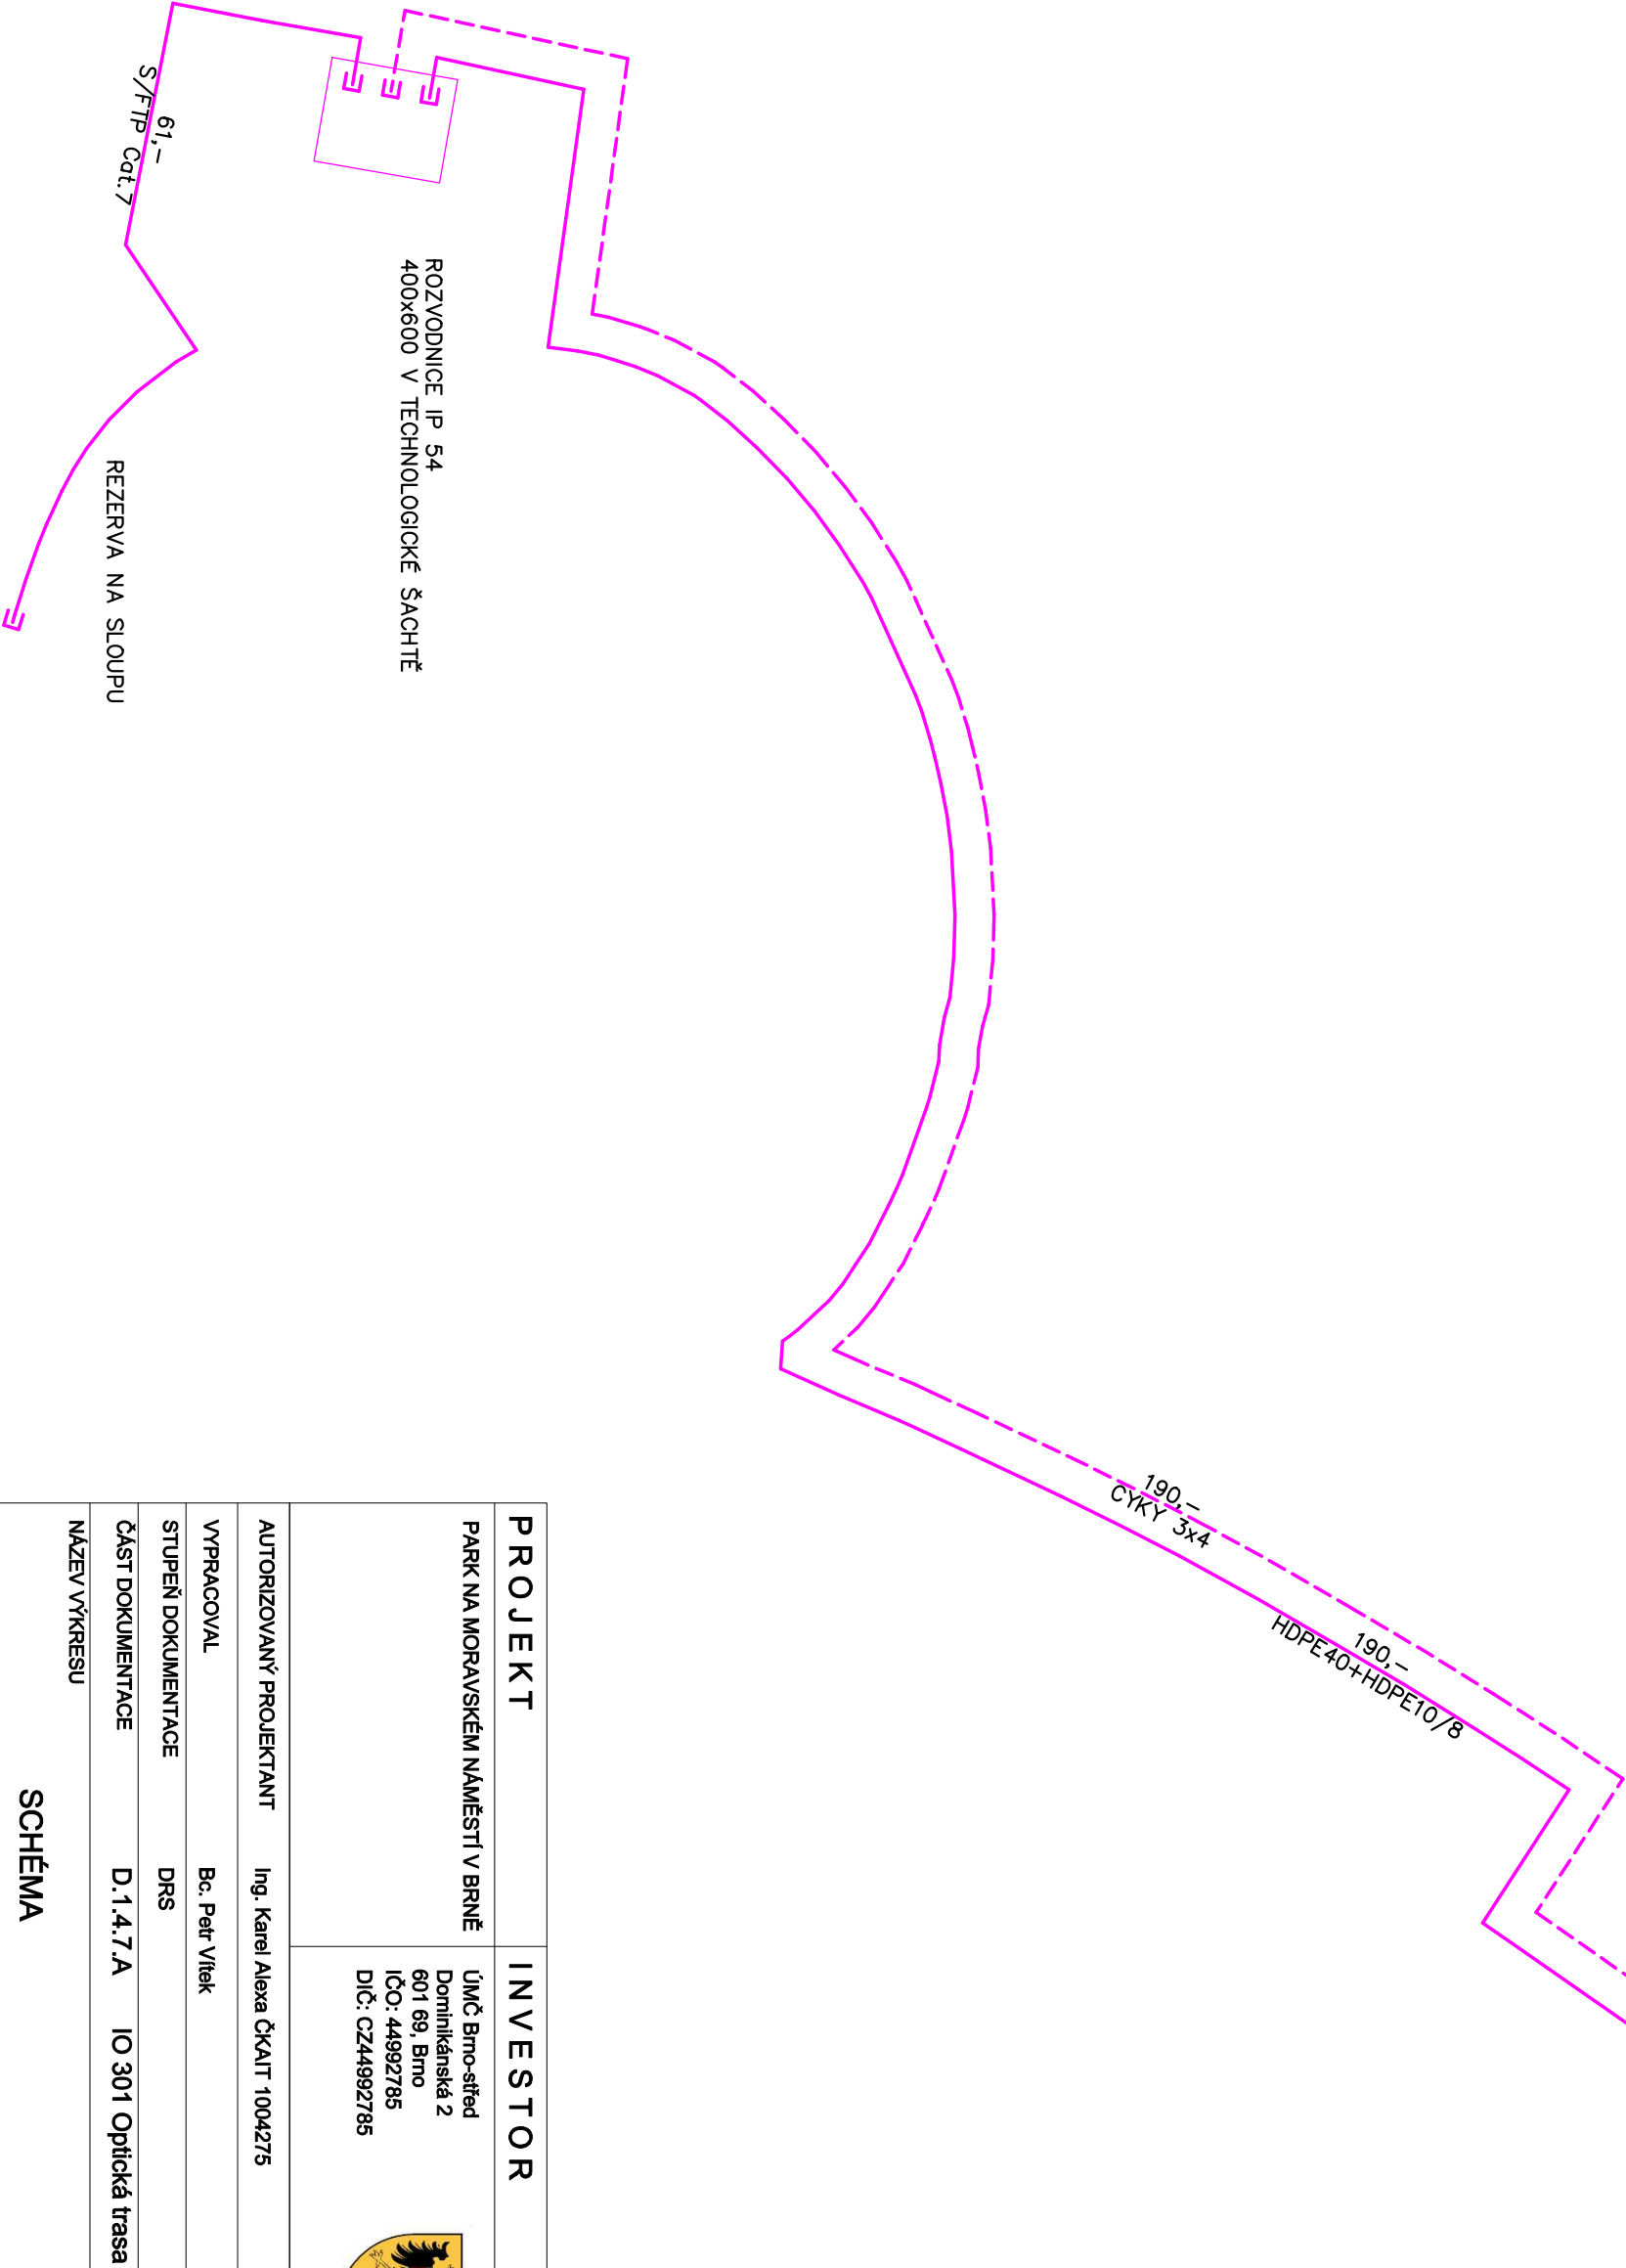 190,-
CYKY 3x4
190,-
HDPE40+HDPE10/8
ROZVODNICE IP 54
400x600 V TECHNOLOGICKÉ ŠACHTĚ
61,-
S/FTP Cat.7
REZERVA NA SLOUPU
PROJEKT
INVESTOR
PARK NA MORAVSKÉM NÁMĚSTÍ V BRNĚ
ÚMČ Brno-střed
Dominikánská 2
601 69, Brno
IČO: 44992785
DIČ: CZ44992785
AUTORIZOVANÝ PROJEKTANT Ing. Karel Alexa ČKAIT 1004275
VYPRACOVAL Bc. Petr Vítek
STUPEŇ DOKUMENTACE DRS
ČÁST DOKUMENTACE D.1.4.7.A IO 301 Optická trasa
NÁZEV VÝKRESU
SCHÉMA